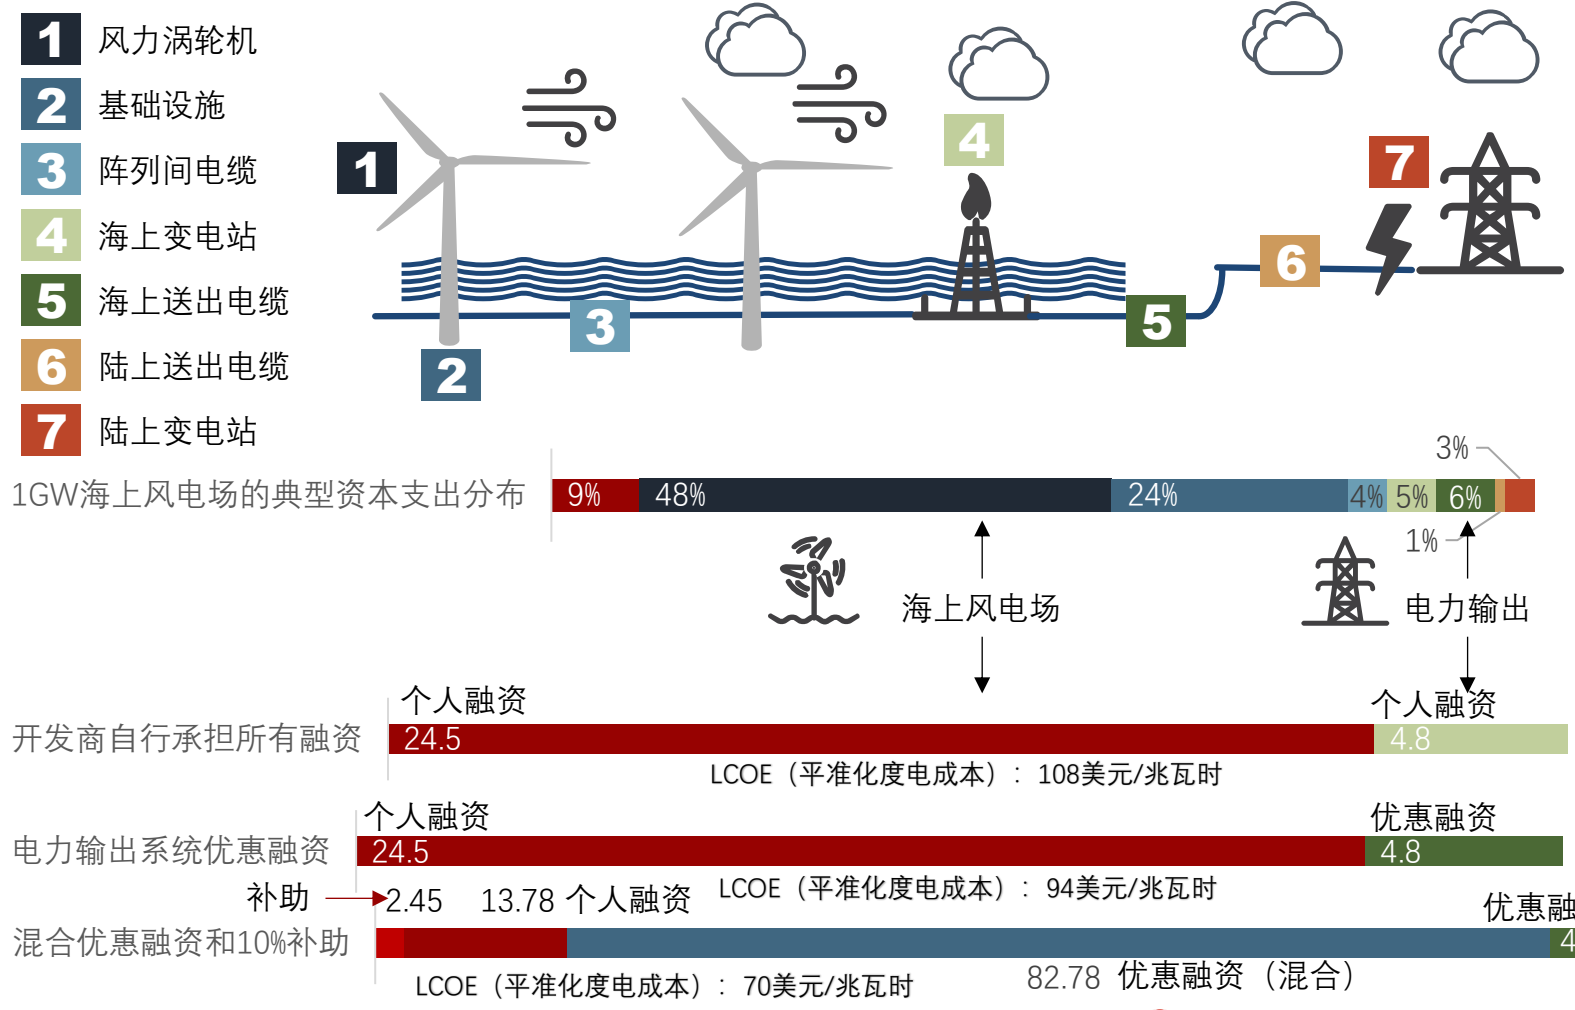 1 风力涡轮机
2 基础设施
3 阵列间电缆
4 海上变电站
5 海上送出电缆
6 陆上送出电缆
7 陆上变电站
1
2
3
4
5
6
7
3%
1GW海上风电场的典型资本支出分布 9% 48% 24% 4% 5% 6%
1%
海上风电场 电力输出
个人融资 个人融资
开发商自行承担所有融资 24.5 4.8
LCOE（平准化度电成本）：108美元/兆瓦时
个人融资 优惠融资
电力输出系统优惠融资 24.5 4.8
LCOE（平准化度电成本）：94美元/兆瓦时
补助 2.45 13.78 个人融资 优惠融
混合优惠融资和10%补助 4
LCOE（平准化度电成本）：70美元/兆瓦时 82.78 优惠融资（混合）